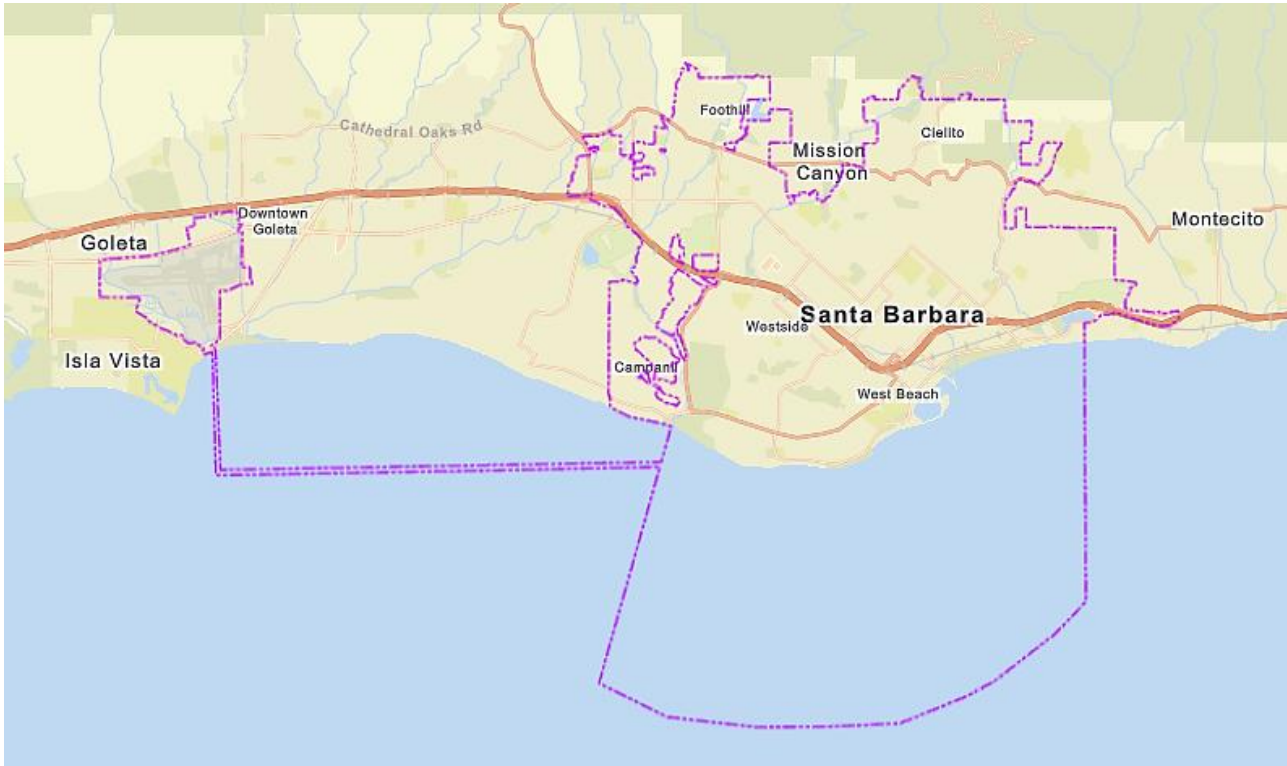 Foothill
Cathedral Oaks Rd
Cielito
Mission
Canyon
Downtown
Goleta
Montecito
Goleta
Santa Barbara
Westside
Isla Vista
Campanil
West Beach